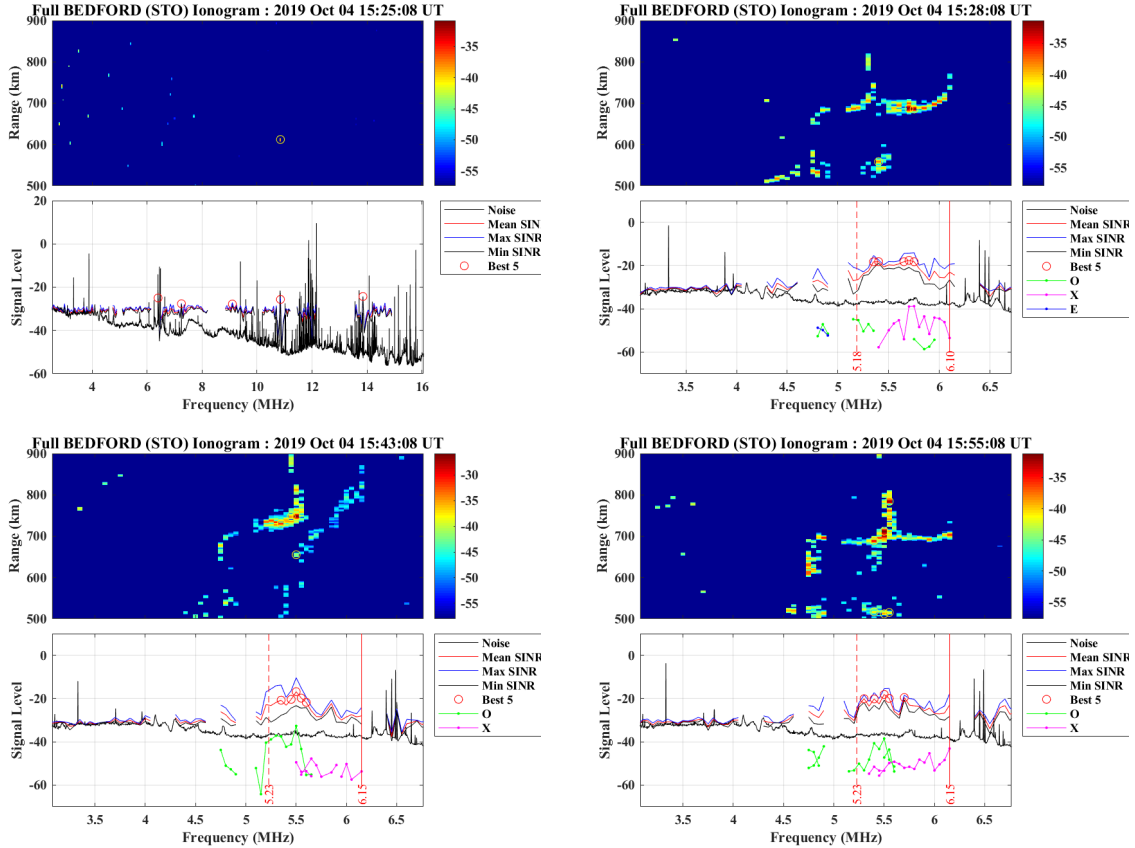 Full BEDFORD (STO) Ionogram : 2019 Oct 04 15:25:08 UT
900
800
700
600
500
Range (km)
-35
-40
-45
-50
-55
20
0
-20
-40
-60
Signal Level
Noise
Mean SIN
Max SINR
Min SINR
Best 5
4 6 8 10 12 14 16
Frequency (MHz)
Full BEDFORD (STO) Ionogram : 2019 Oct 04 15:28:08 UT
900
800
700
600
500
Range (km)
-35
-40
-45
-50
-55
0
-20
-40
-60
Signal Level
5.18
6.10
Noise
Mean SINR
Max SINR
Min SINR
Best 5
O
X
E
3.5 4 4.5 5 5.5 6 6.5
Frequency (MHz)
Full BEDFORD (STO) Ionogram : 2019 Oct 04 15:43:08 UT
900
800
700
600
500
Range (km)
-30
-35
-40
-45
-50
-55
0
-20
-40
-60
Signal Level
5.23
6.15
Noise
Mean SINR
Max SINR
Min SINR
Best 5
O
X
3.5 4 4.5 5 5.5 6 6.5
Frequency (MHz)
Full BEDFORD (STO) Ionogram : 2019 Oct 04 15:55:08 UT
900
800
700
600
500
Range (km)
-35
-40
-45
-50
-55
0
-20
-40
-60
Signal Level
5.23
6.15
Noise
Mean SINR
Max SINR
Min SINR
Best 5
O
X
3.5 4 4.5 5 5.5 6 6.5
Frequency (MHz)